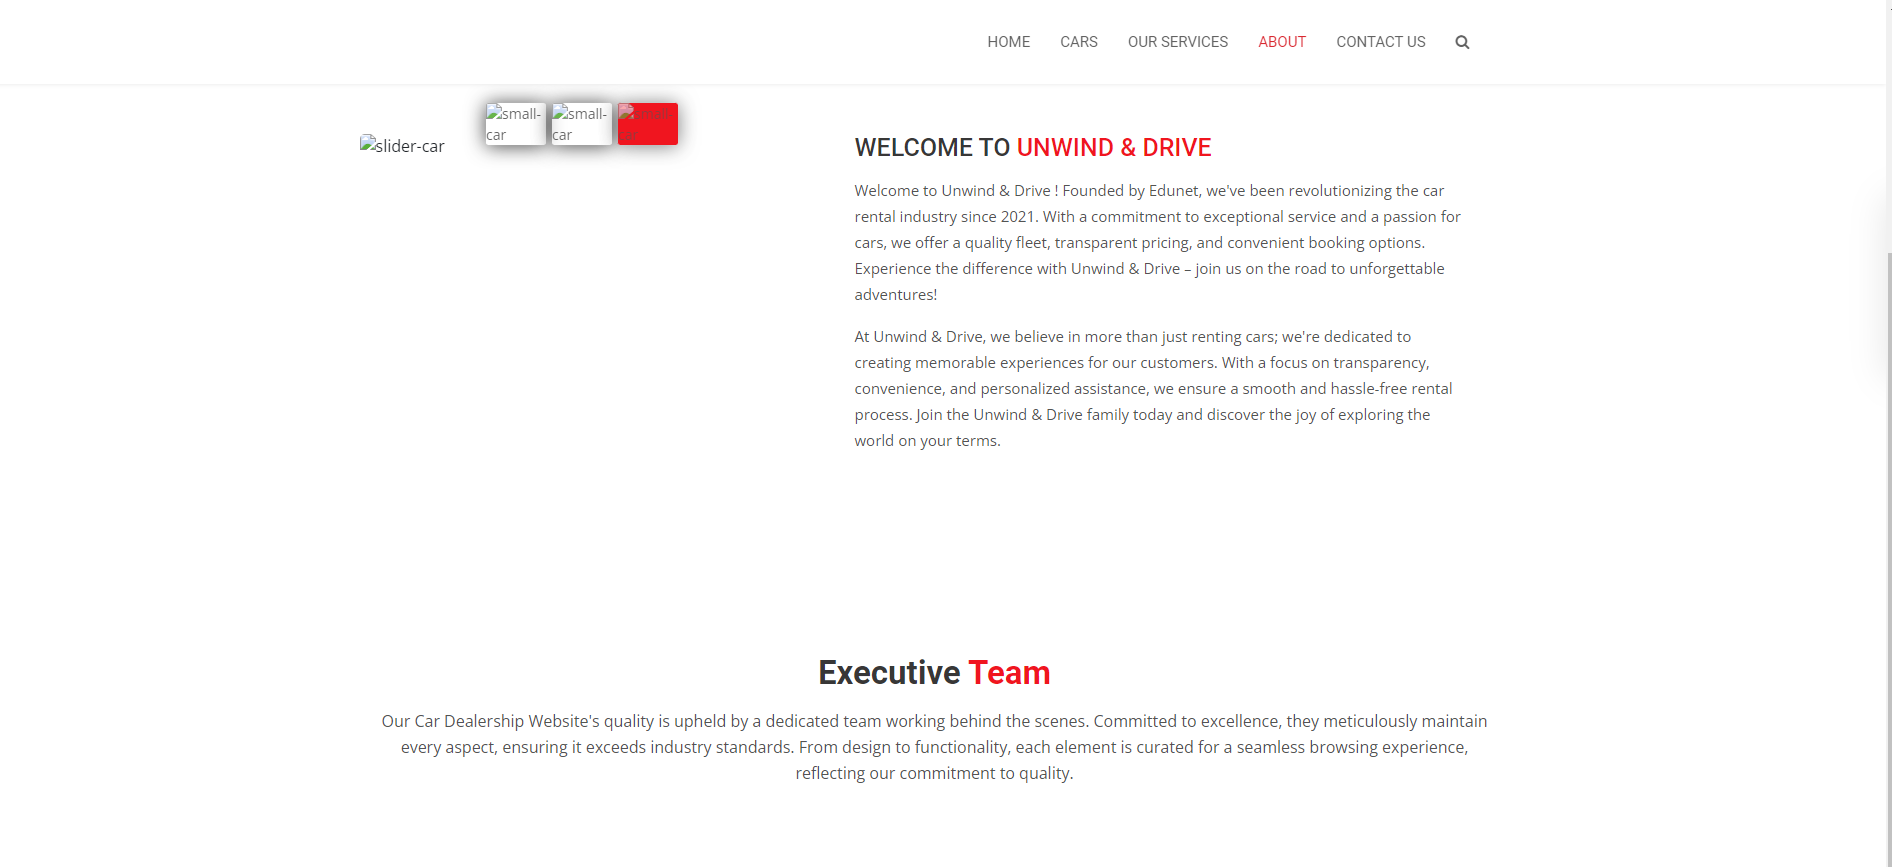 HOME CARS OUR SERVICES ABOUT CONTACT US
small-
car
small-
car
small-
car
slider-car
WELCOME TO UNWIND & DRIVE
Welcome to Unwind & Drive ! Founded by Edunet, we've been revolutionizing the car
rental industry since 2021. With a commitment to exceptional service and a passion for
cars, we offer a quality fleet, transparent pricing, and convenient booking options.
Experience the difference with Unwind & Drive – join us on the road to unforgettable
adventures!
At Unwind & Drive, we believe in more than just renting cars; we're dedicated to
creating memorable experiences for our customers. With a focus on transparency,
convenience, and personalized assistance, we ensure a smooth and hassle-free rental
process. Join the Unwind & Drive family today and discover the joy of exploring the
world on your terms.
Executive Team
Our Car Dealership Website's quality is upheld by a dedicated team working behind the scenes. Committed to excellence, they meticulously maintain
every aspect, ensuring it exceeds industry standards. From design to functionality, each element is curated for a seamless browsing experience,
reflecting our commitment to quality.